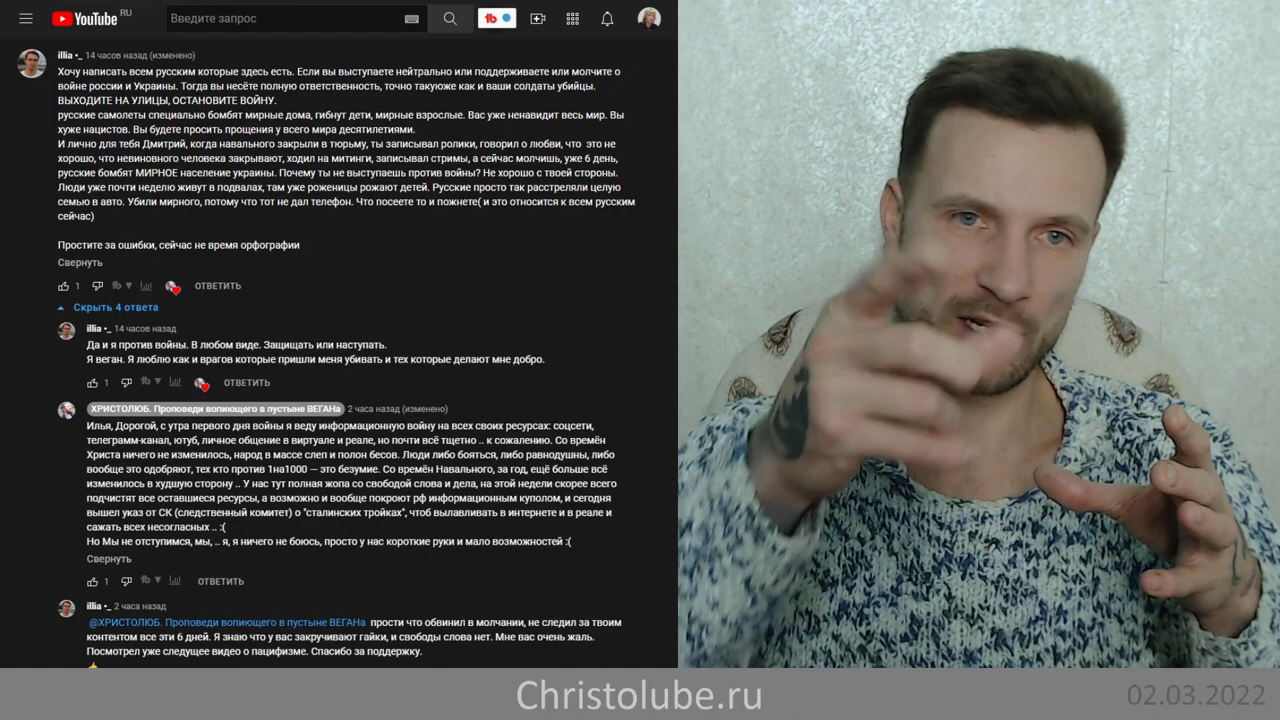 YouTube RU
Введите запрос
illia •_ 14 часов назад (изменено)
Хочу написать всем русским которые здесь есть. Если вы выступаете нейтрально или поддерживаете или молчите о
войне россии и Украины. Тогда вы несёте полную ответственность, точно такуюже как и ваши солдаты убийцы.
ВЫХОДИТЕ НА УЛИЦЫ, ОСТАНОВИТЕ ВОЙНУ.
русские самолеты специально бомбят мирные дома, гибнут дети, мирные взрослые. Вас уже ненавидит весь мир. Вы
хуже нацистов. Вы будете просить прощения у всего мира десятилетиями.
И лично для тебя Дмитрий, когда навального закрыли в тюрьму, ты записывал ролики, говорил о любви, что это не
хорошо, что невиновного человека закрывают, ходил на митинги, записывал стримы, а сейчас молчишь, уже 6 день,
русские бомбят МИРНОЕ население украины. Почему ты не выступаешь против войны? Не хорошо с твоей стороны.
Люди уже почти неделю живут в подвалах, там уже роженицы рожают детей. Русские просто так расстреляли целую
семью в авто. Убили мирного, потому что тот не дал телефон. Что посеете то и пожнете( и это относится к всем русским
сейчас)
Простите за ошибки, сейчас не время орфографии
Свернуть
1 ОТВЕТИТЬ
Скрыть 4 ответа
illia •_ 14 часов назад
Да и я против войны. В любом виде. Защищать или наступать.
Я веган. Я люблю как и врагов которые пришли меня убивать и тех которые делают мне добро.
1 ОТВЕТИТЬ
ХРИСТОЛЮБ. Проповеди вопиющего в пустыне ВЕГАНа 2 часа назад (изменено)
Илья, Дорогой, с утра первого дня войны я веду информационную войну на всех своих ресурсах: соцсети,
телеграмм-канал, ютуб, личное общение в виртуале и реале, но почти всё тщетно .. к сожалению. Со времён
Христа ничего не изменилось, народ в массе слеп и полон бесов. Люди либо бояться, либо равнодушны, либо
вообще это одобряют, тех кто против 1на1000 — это безумие. Со времён Навального, за год, ещё больше всё
изменилось в худшую сторону .. У нас тут полная жопа со свободой слова и дела, на этой недели скорее всего
подчистят все оставшиеся ресурсы, а возможно и вообще покроют рф информационным куполом, и сегодня
вышел указ от СК (следственный комитет) о "сталинских тройках", чтоб вылавливать в интернете и в реале и
сажать всех несогласных .. :(
Но Мы не отступимся, мы, .. я, я ничего не боюсь, просто у нас короткие руки и мало возможностей :(
Свернуть
1 ОТВЕТИТЬ
illia •_ 2 часа назад
@ХРИСТОЛЮБ. Проповеди вопиющего в пустыне ВЕГАНа прости что обвинил в молчании, не следил за твоим
контентом все эти 6 дней. Я знаю что у вас закручивают гайки, и свободы слова нет. Мне вас очень жаль.
Посмотрел уже следущее видео о пацифизме. Спасибо за поддержку.
Christolube.ru
02.03.2022